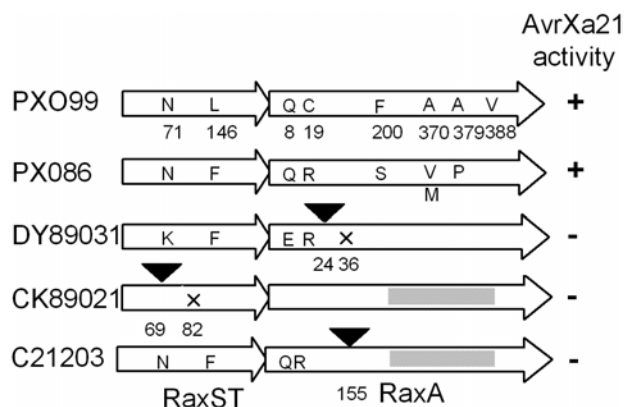 AvrXa21
activity
PXO99 N L Q C F A A V +
71 146 8 19 200 370 379 388
PX086 N F Q R S V P +
M
DY89031 K F E R × -
24 36
CK89021 × -
69 82
C21203 N F QR -
RaxST 155 RaxA